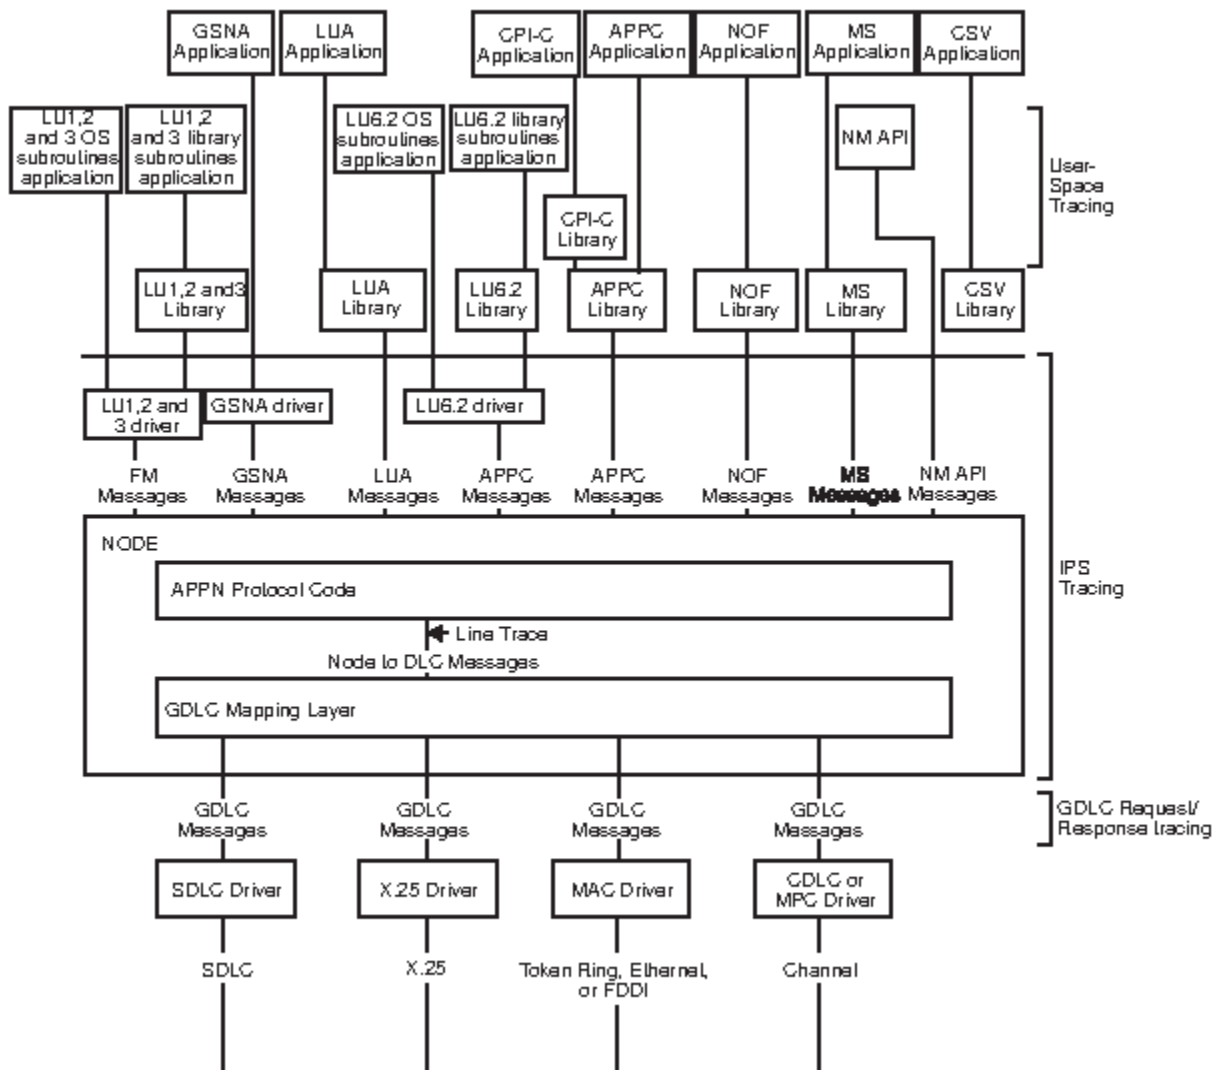 GSNA
Application
LUA
Application
CPI-C
Application
APPC
Application
NOF
Application
MS
Application
CSV
Application
LU1,2
and 3 OS
subroutines
application
LU1,2
and 3 library
subroutines
application
LU6.2 OS
subroutines
application
LU6.2 library
subroutines
application
NM API
User-
Space
Tracing
CPI-C
Library
LU1,2 and3
Library
LUA
Library
LU6.2
Library
APPC
Library
NOF
Library
MS
Library
CSV
Library
LU1,2 and
3 driver
GSNA driver
LU6.2 driver
FM
Messages
GSNA
Messages
LUA
Messages
APPC
Messages
APPC
Messages
NOF
Messages
MS
Messages
NM API
Messages
NODE
APPN Protocol Code
Line Trace
Node to DLC Messages
GDLC Mapping Layer
IPS
Tracing
GDLC
Messages
GDLC
Messages
GDLC
Messages
GDLC
Messages
GDLC Request/
Response tracing
SDLC Driver
X.25 Driver
MAC Driver
CDLC or
MPC Driver
SDLC
X.25
Token Ring, Ethernet,
or FDDI
Channel